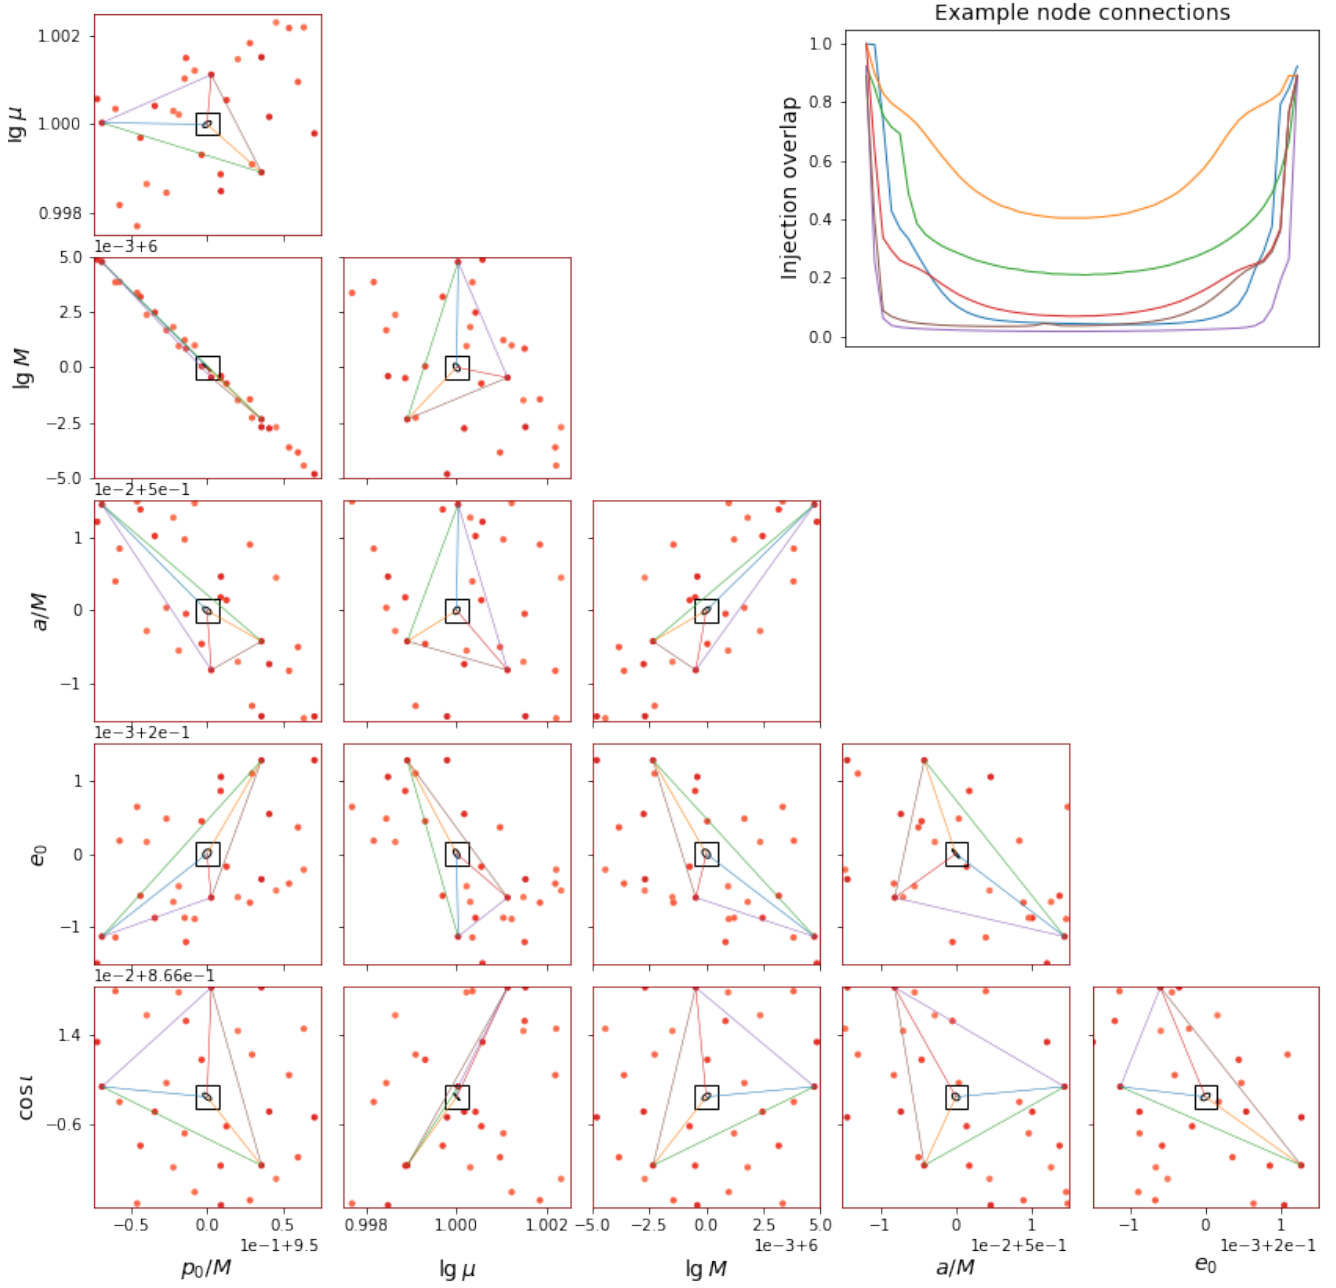 Example node connections
1.0
0.8
0.6
0.4
0.2
0.0
Injection overlap
1.002
1.000
0.998
lg μ
1e−3+6
5.0
2.5
0.0
−2.5
−5.0
lg M
1e−2+5e−1
1
0
−1
a/M
1e−3+2e−1
1
0
−1
e₀
1e−2+8.66e−1
1.4
−0.6
cos ι
−0.5 0.0 0.5
1e−1+9.5
p₀/M
0.998 1.000 1.002
lg μ
−5.0 −2.5 0.0 2.5 5.0
1e−3+6
lg M
−1 0 1
1e−2+5e−1
a/M
−1 0 1
1e−3+2e−1
e₀